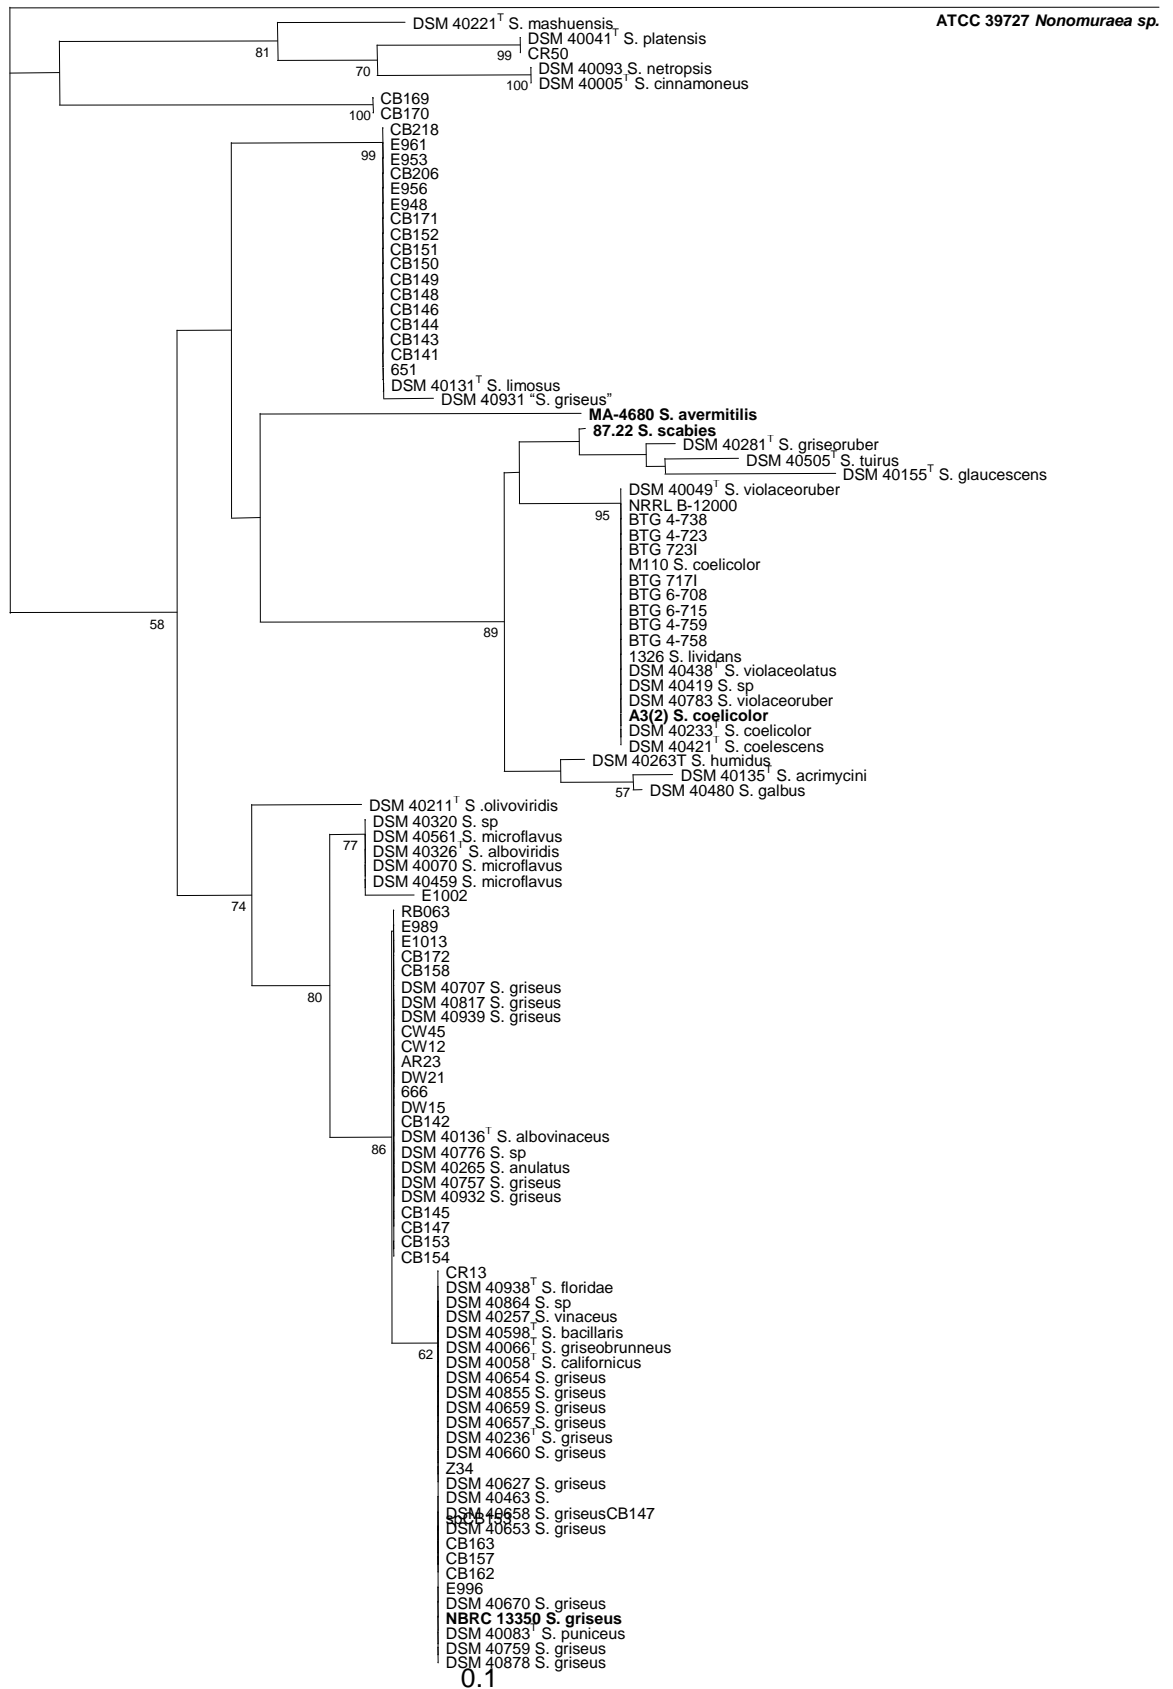 ATCC 39727 Nonomuraea sp.
DSM 40221T S. mashuensis
81
DSM 40041T S. platensis
99
CR50
70
DSM 40093 S. netropsis
100
DSM 40005T S. cinnamoneus
CB169
100
CB170
CB218
99
E961
E953
CB206
E956
E948
CB171
CB152
CB151
CB150
CB149
CB148
CB146
CB144
CB143
CB141
651
DSM 40131T S. limosus
DSM 40931 “S. griseus”
MA-4680 S. avermitilis
87.22 S. scabies
DSM 40281T S. griseoruber
DSM 40505T S. tuirus
DSM 40155T S. glaucescens
DSM 40049T S. violaceoruber
95
NRRL B-12000
BTG 4-738
BTG 4-723
BTG 723I
M110 S. coelicolor
BTG 717I
BTG 6-708
BTG 6-715
58
89
BTG 4-759
BTG 4-758
1326 S. lividans
DSM 40438T S. violaceolatus
DSM 40419 S. sp
DSM 40783 S. violaceoruber
A3(2) S. coelicolor
DSM 40233T S. coelicolor
DSM 40421T S. coelescens
DSM 40263T S. humidus
DSM 40135T S. acrimycini
57
DSM 40480 S. galbus
DSM 40211T S .olivoviridis
DSM 40320 S. sp
77
DSM 40561 S. microflavus
DSM 40326T S. alboviridis
DSM 40070 S. microflavus
DSM 40459 S. microflavus
E1002
74
RB063
E989
E1013
CB172
CB158
DSM 40707 S. griseus
80
DSM 40817 S. griseus
DSM 40939 S. griseus
CW45
CW12
AR23
DW21
666
DW15
CB142
DSM 40136T S. albovinaceus
86
DSM 40776 S. sp
DSM 40265 S. anulatus
DSM 40757 S. griseus
DSM 40932 S. griseus
CB145
CB147
CB153
CB154
CR13
DSM 40938T S. floridae
DSM 40864 S. sp
DSM 40257 S. vinaceus
DSM 40598T S. bacillaris
DSM 40066T S. griseobrunneus
62
DSM 40058T S. californicus
DSM 40654 S. griseus
DSM 40855 S. griseus
DSM 40659 S. griseus
DSM 40657 S. griseus
DSM 40236T S. griseus
DSM 40660 S. griseus
Z34
DSM 40627 S. griseus
DSM 40463 S.
DSM 40658 S. griseusCB147
spCB153
DSM 40653 S. griseus
CB163
CB157
CB162
E996
DSM 40670 S. griseus
NBRC 13350 S. griseus
DSM 40083T S. puniceus
DSM 40759 S. griseus
DSM 40878 S. griseus
0.1